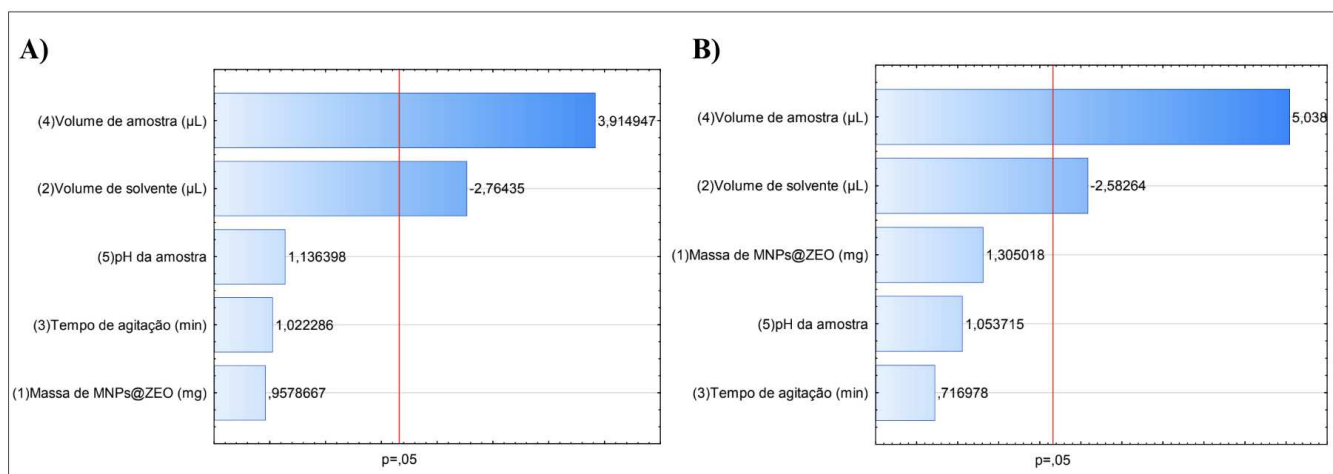 A)
(4)Volume de amostra (µL)
3,914947
(2)Volume de solvente (µL)
-2,76435
(5)pH da amostra
1,136398
(3)Tempo de agitação (min)
1,022286
(1)Massa de MNPs@ZEO (mg)
,9578667
p=,05
B)
(4)Volume de amostra (µL)
5,038
(2)Volume de solvente (µL)
-2,58264
(1)Massa de MNPs@ZEO (mg)
1,305018
(5)pH da amostra
1,053715
(3)Tempo de agitação (min)
,716978
p=,05